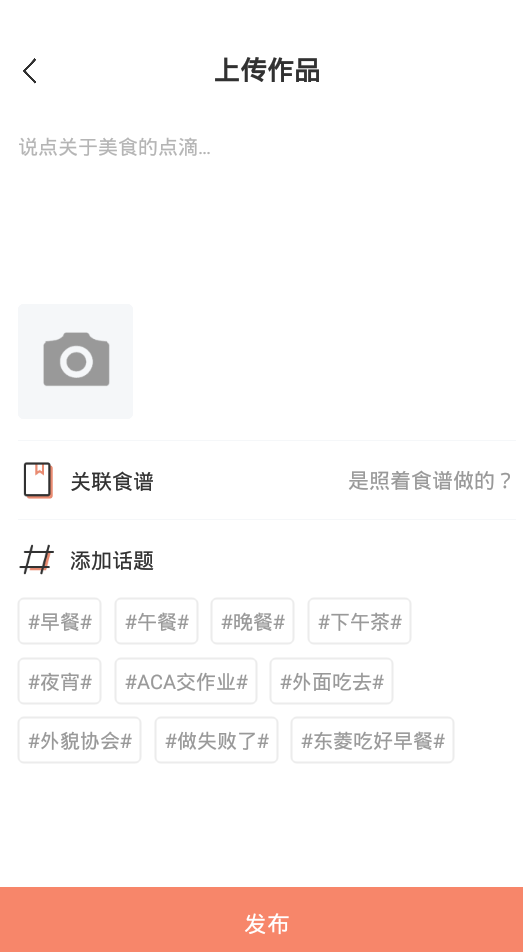 上传作品
说点关于美食的点滴...
关联食谱 是照着食谱做的？
添加话题
#早餐# #午餐# #晚餐# #下午茶#
#夜宵# #ACA交作业# #外面吃去#
#外貌协会# #做失败了# #东菱吃好早餐#
发布